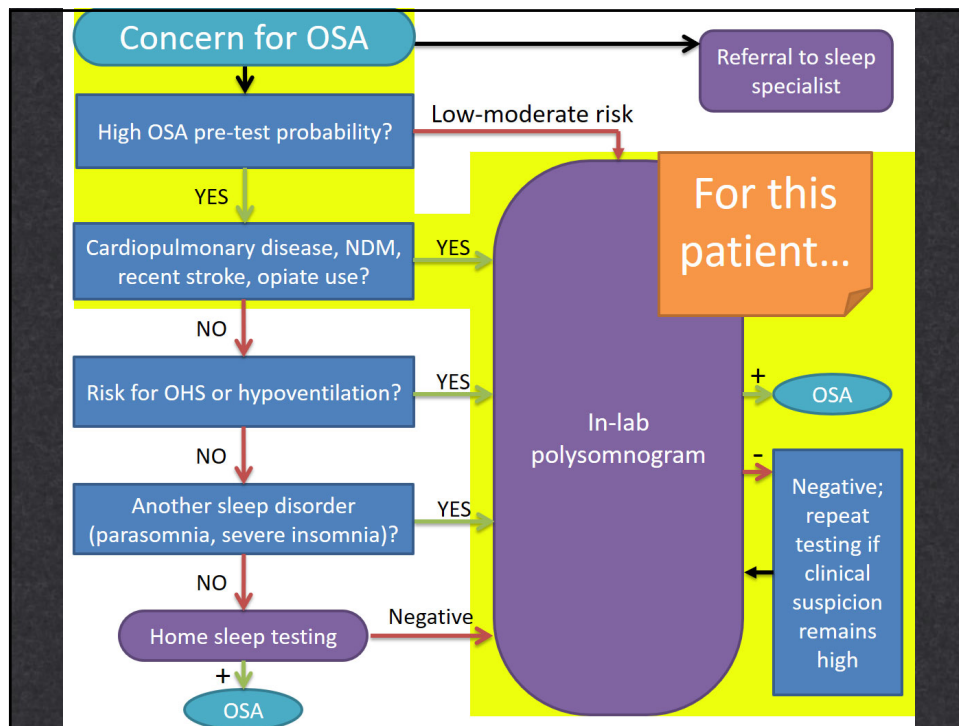 Concern for OSA
Referral to sleep
specialist
High OSA pre-test probability?
Low-moderate risk
YES
Cardiopulmonary disease, NDM,
recent stroke, opiate use?
YES
For this
patient...
NO
Risk for OHS or hypoventilation?
YES
In-lab
polysomnogram
+
OSA
NO
-
Negative;
repeat
testing if
clinical
suspicion
remains
high
Another sleep disorder
(parasomnia, severe insomnia)?
YES
NO
Home sleep testing
Negative
+
OSA